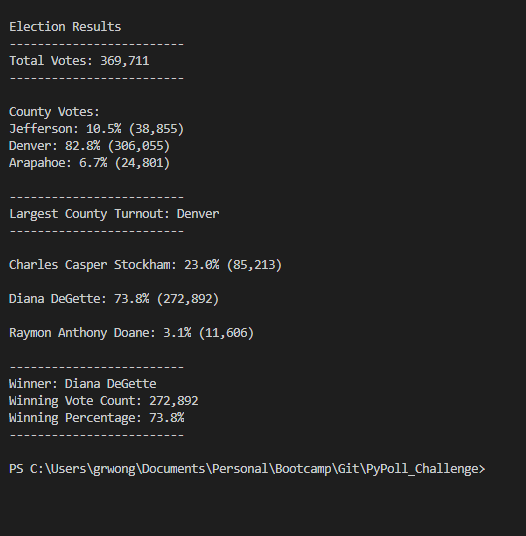 Election Results
-------------------------
Total Votes: 369,711
-------------------------
County Votes:
Jefferson: 10.5% (38,855)
Denver: 82.8% (306,055)
Arapahoe: 6.7% (24,801)
-------------------------
Largest County Turnout: Denver
-------------------------
Charles Casper Stockham: 23.0% (85,213)
Diana DeGette: 73.8% (272,892)
Raymon Anthony Doane: 3.1% (11,606)
-------------------------
Winner: Diana DeGette
Winning Vote Count: 272,892
Winning Percentage: 73.8%
-------------------------
PS C:\Users\grwong\Documents\Personal\Bootcamp\Git\PyPoll_Challenge>